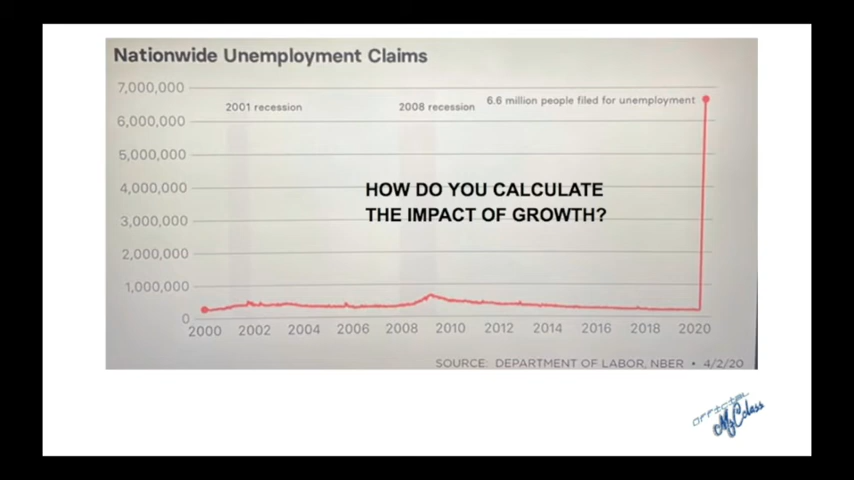 Nationwide Unemployment Claims
7,000,000
2001 recession
2008 recession
6.6 million people filed for unemployment
6,000,000
5,000,000
4,000,000
HOW DO YOU CALCULATE
THE IMPACT OF GROWTH?
3,000,000
2,000,000
1,000,000
0
2000 2002 2004 2006 2008 2010 2012 2014 2016 2018 2020
SOURCE: DEPARTMENT OF LABOR, NBER • 4/2/20
OFFICIAL